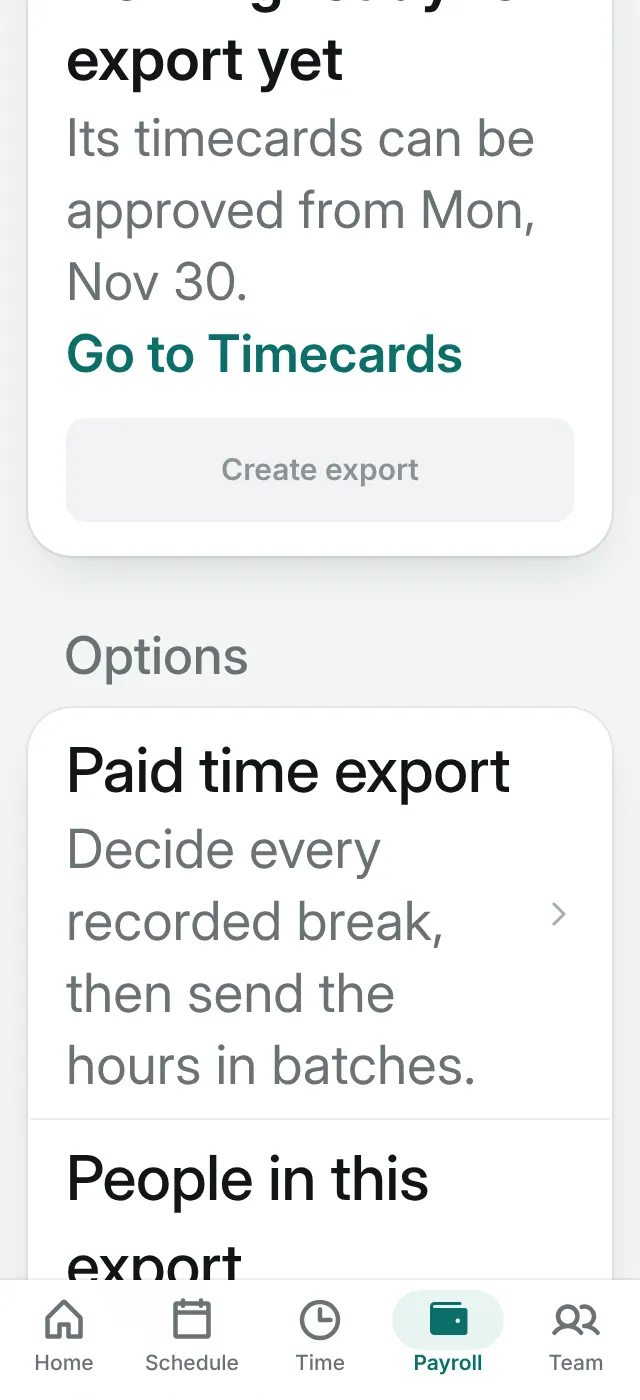 export yet
Its timecards can be
approved from Mon,
Nov 30.
Go to Timecards
Create export
Options
Paid time export
Decide every
recorded break,
then send the
hours in batches.
People in this
export
Home
Schedule
Time
Payroll
Team